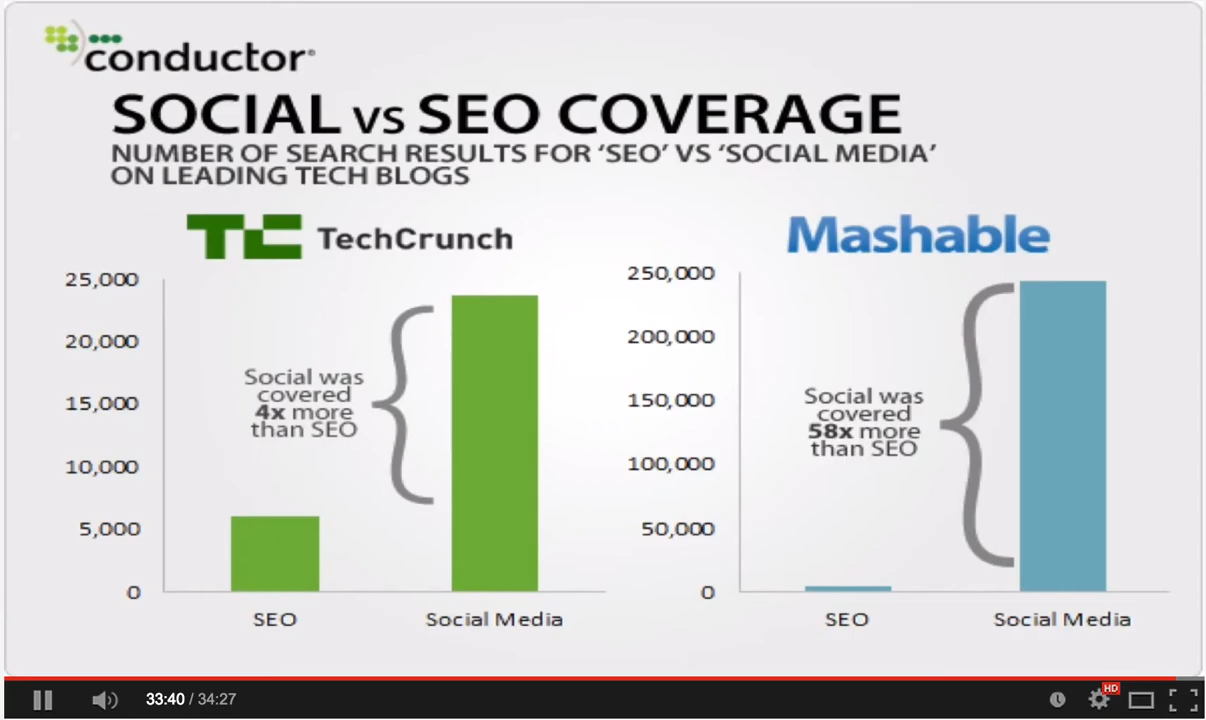 conductor®
SOCIAL vs SEO COVERAGE
NUMBER OF SEARCH RESULTS FOR ‘SEO’ VS ‘SOCIAL MEDIA’
ON LEADING TECH BLOGS
TC TechCrunch
25,000
20,000
15,000
10,000
5,000
0
Social was
covered
4x more
than SEO
SEO
Social Media
Mashable
250,000
200,000
150,000
100,000
50,000
0
Social was
covered
58x more
than SEO
SEO
Social Media
33:40 / 34:27
HD